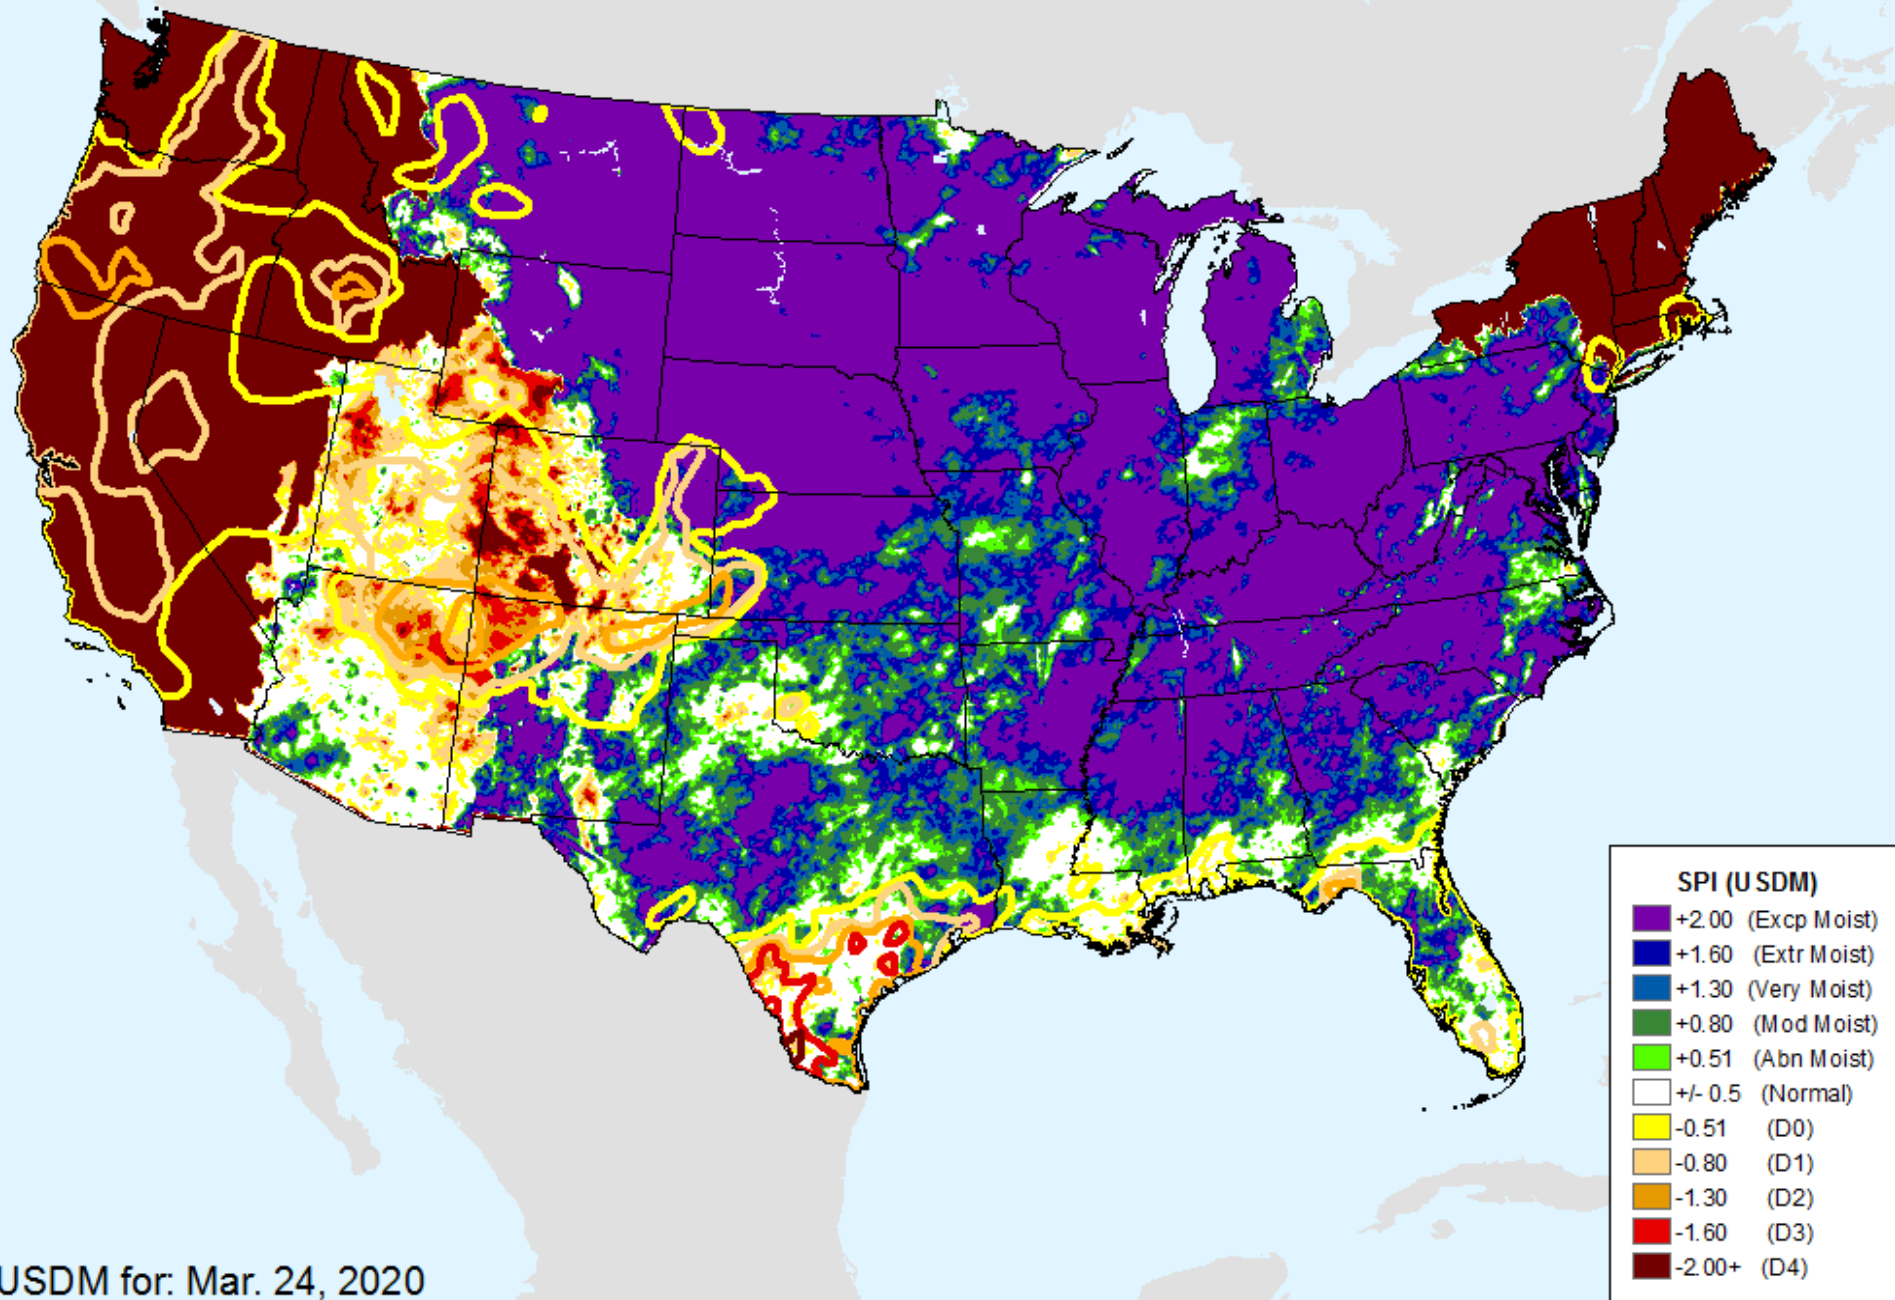 SPI (USDM)
+2.00 (Excp Moist)
+1.60 (Extr Moist)
+1.30 (Very Moist)
+0.80 (Mod Moist)
+0.51 (Abn Moist)
+/- 0.5 (Normal)
-0.51 (D0)
-0.80 (D1)
-1.30 (D2)
-1.60 (D3)
-2.00+ (D4)
USDM for: Mar. 24, 2020